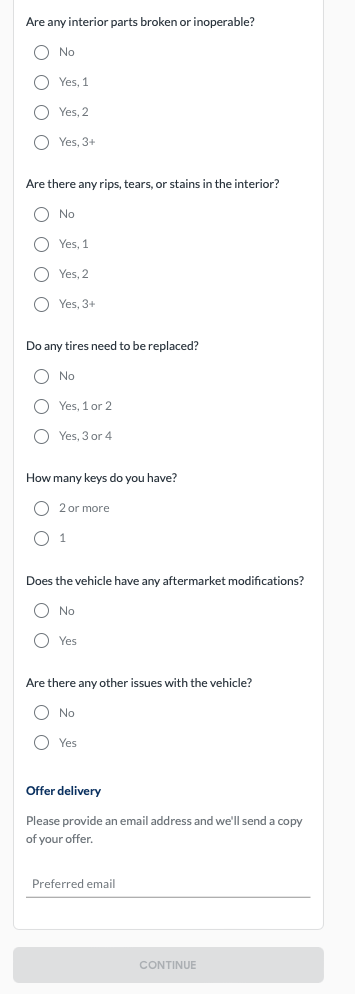 Are any interior parts broken or inoperable?
No
Yes, 1
Yes, 2
Yes, 3+
Are there any rips, tears, or stains in the interior?
No
Yes, 1
Yes, 2
Yes, 3+
Do any tires need to be replaced?
No
Yes, 1 or 2
Yes, 3 or 4
How many keys do you have?
2 or more
1
Does the vehicle have any aftermarket modifications?
No
Yes
Are there any other issues with the vehicle?
No
Yes
Offer delivery
Please provide an email address and we'll send a copy
of your offer.
Preferred email
CONTINUE